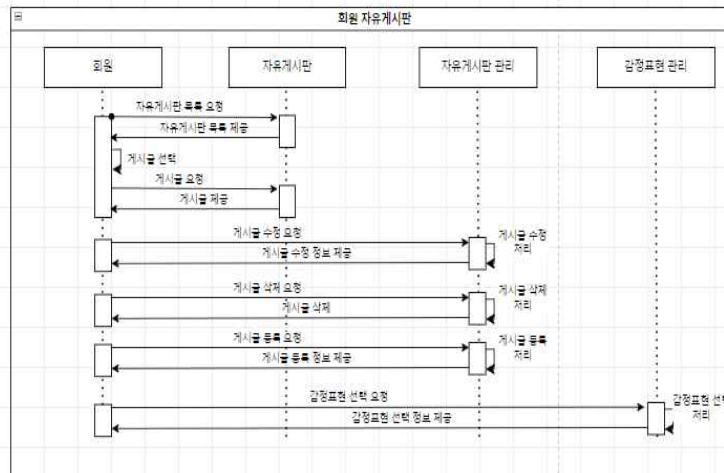 회원 자유게시판
회원
자유게시판
자유게시판 관리
감정표현 관리
자유게시판 목록 요청
자유게시판 목록 제공
게시글 선택
게시글 요청
게시글 제공
게시글 수정 요청
게시글 수정 정보 제공
게시글 수정
처리
게시글 삭제 요청
게시글 삭제
게시글 삭제
처리
게시글 등록 요청
게시글 등록 정보 제공
게시글 등록
처리
감정표현 선택 요청
감정표현 선택 정보 제공
감정표현 선택
처리